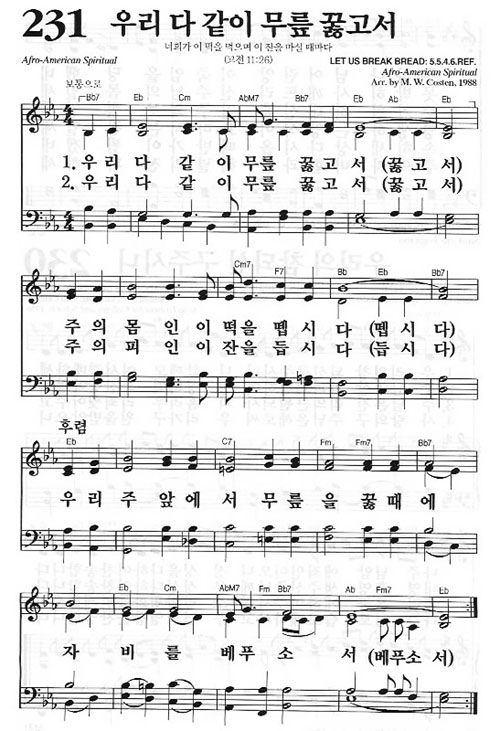 231 우리 다 같이 무릎 꿇고서
너희가 이 떡을 먹으며 이 잔을 마실 때마다
(고전 11:26)
Afro-American Spiritual
LET US BREAK BREAD: 5.5.4.6.REF.
Afro-American Spiritual
Arr. by M. W. Costen, 1988
보통으로
Bb7 Eb Cm AbM7 Bb7 Eb Ab Eb
1. 우 리 다 같 이 무 릎 꿇 고 서 (꿇 고 서)
2. 우 리 다 같 이 무 릎 꿇 고 서 (꿇 고 서)
Cm7 F7 Bb Eb Bb7
주 의 몸 인 이 떡 을 뗍 시 다 (뗍 시 다)
주 의 피 인 이 잔 을 듭 시 다 (듭 시 다)
후렴
Eb C7 Fm Fm7 Bb7
우 리 주 앞 에 서 무 릎 을 꿇 때 에
Eb Cm AbM7 Fm Bb7 Ab Fm7 Eb
자 비 를 베 푸 소 서 (베 푸 소 서)